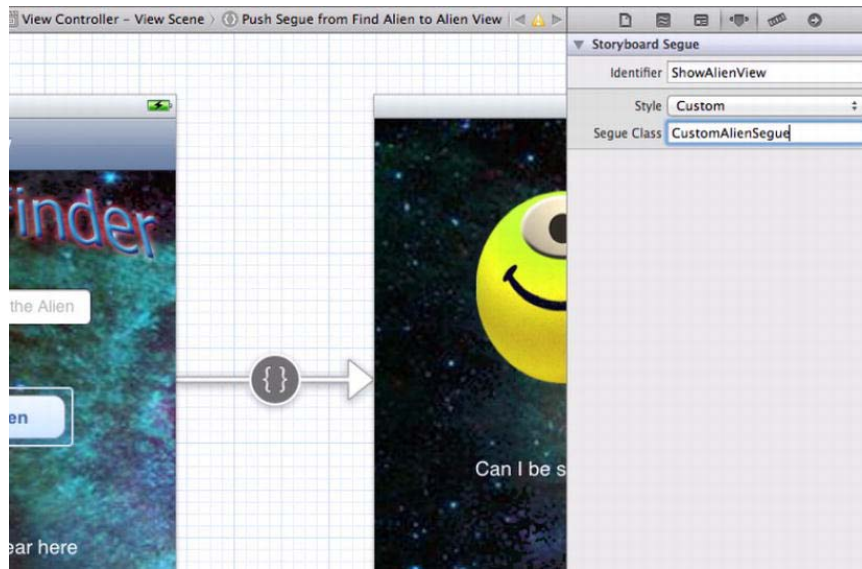 View Controller – View Scene
Push Segue from Find Alien to Alien View
Storyboard Segue
Identifier ShowAlienView
Style Custom
Segue Class CustomAlienSegue
inder
the Alien
{ }
en
Can I be s
ear here